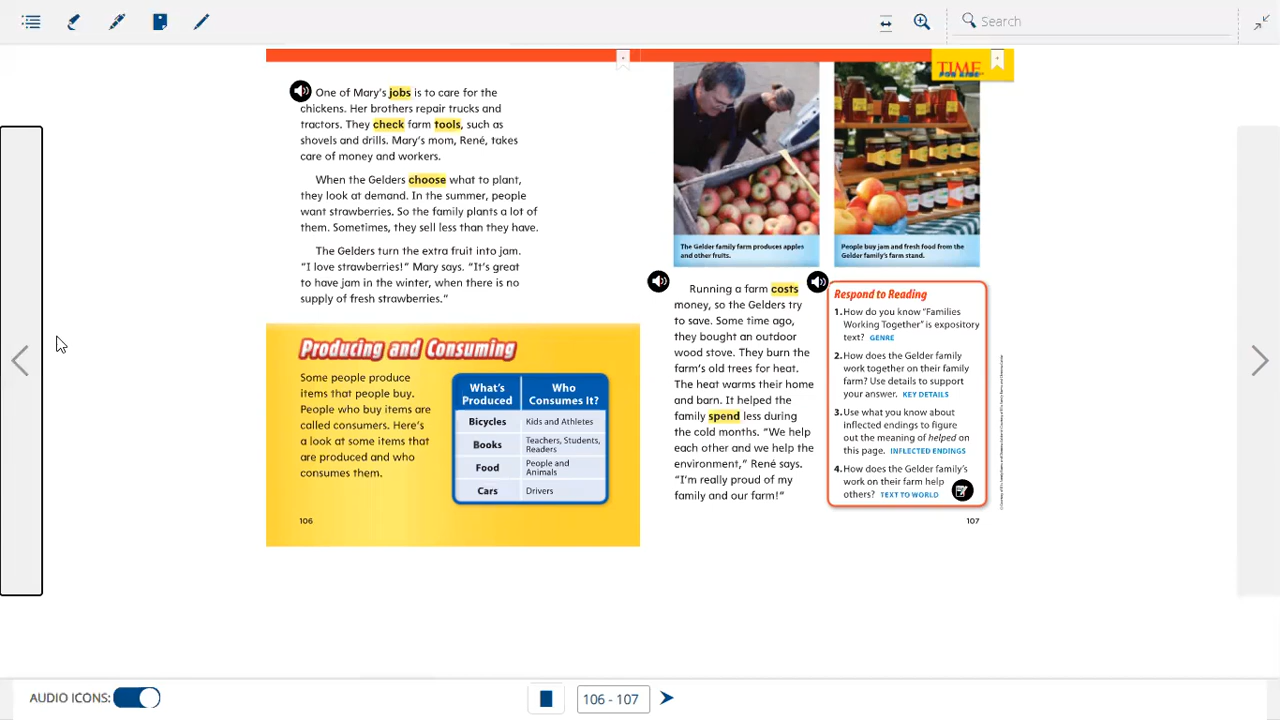 Search
One of Mary's jobs is to care for the
chickens. Her brothers repair trucks and
tractors. They check farm tools, such as
shovels and drills. Mary's mom, René, takes
care of money and workers.
When the Gelders choose what to plant,
they look at demand. In the summer, people
want strawberries. So the family plants a lot of
them. Sometimes, they sell less than they have.
The Gelders turn the extra fruit into jam.
"I love strawberries!" Mary says. "It's great
to have jam in the winter, when there is no
supply of fresh strawberries."
Producing and Consuming
Some people produce
items that people buy.
People who buy items are
called consumers. Here's
a look at some items that
are produced and who
consumes them.
What's Produced
Who Consumes It?
Bicycles
Kids and Athletes
Books
Teachers, Students,
Readers
Food
People and
Animals
Cars
Drivers
106
TIME
FOR KIDS
The Gelder family farm produces apples
and other fruits.
People buy jam and fresh food from the
Gelder family's farm stand.
Running a farm costs
money, so the Gelders try
to save. Some time ago,
they bought an outdoor
wood stove. They burn the
farm's old trees for heat.
The heat warms their home
and barn. It helped the
family spend less during
the cold months. "We help
each other and we help the
environment," René says.
"I'm really proud of my
family and our farm!"
Respond to Reading
1. How do you know "Families
Working Together" is expository
text? GENRE
2. How does the Gelder family
work together on their family
farm? Use details to support
your answer. KEY DETAILS
3. Use what you know about
inflected endings to figure
out the meaning of helped on
this page. INFLECTED ENDINGS
4. How does the Gelder family's
work on their farm help
others? TEXT TO WORLD
107
AUDIO ICONS:
106 - 107